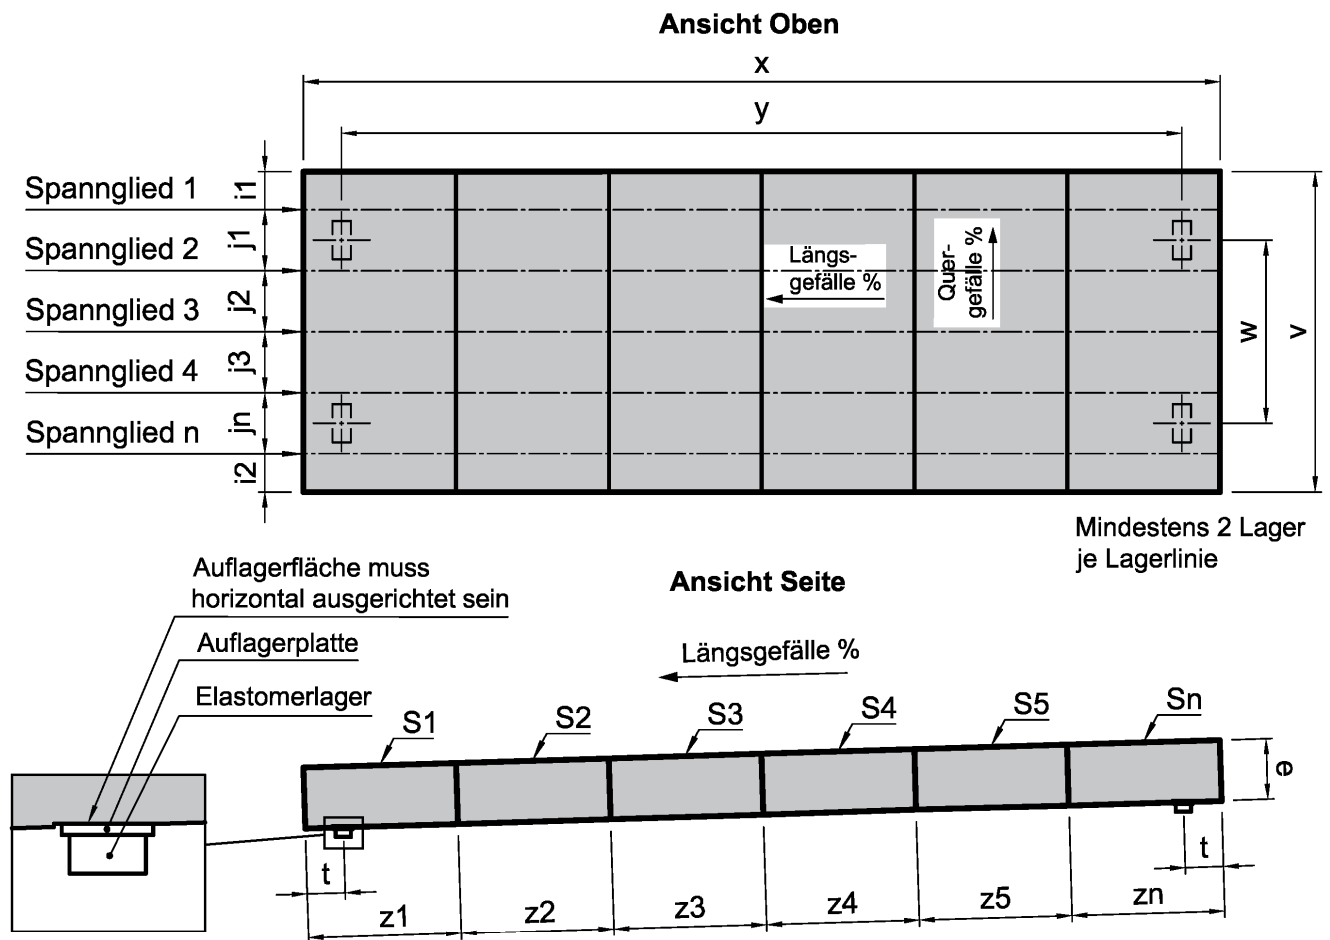 Ansicht Oben
x
y
Spannglied 1
i1
Spannglied 2
j1
Spannglied 3
j2
Spannglied 4
j3
Spannglied n
jn
i2
Längs-
gefälle %
Quer-
gefälle %
w
v
Mindestens 2 Lager
je Lagerlinie
Auflagerfläche muss
horizontal ausgerichtet sein
Auflagerplatte
Elastomerlager
Ansicht Seite
Längsgefälle %
S1
S2
S3
S4
S5
Sn
e
t
t
z1
z2
z3
z4
z5
zn